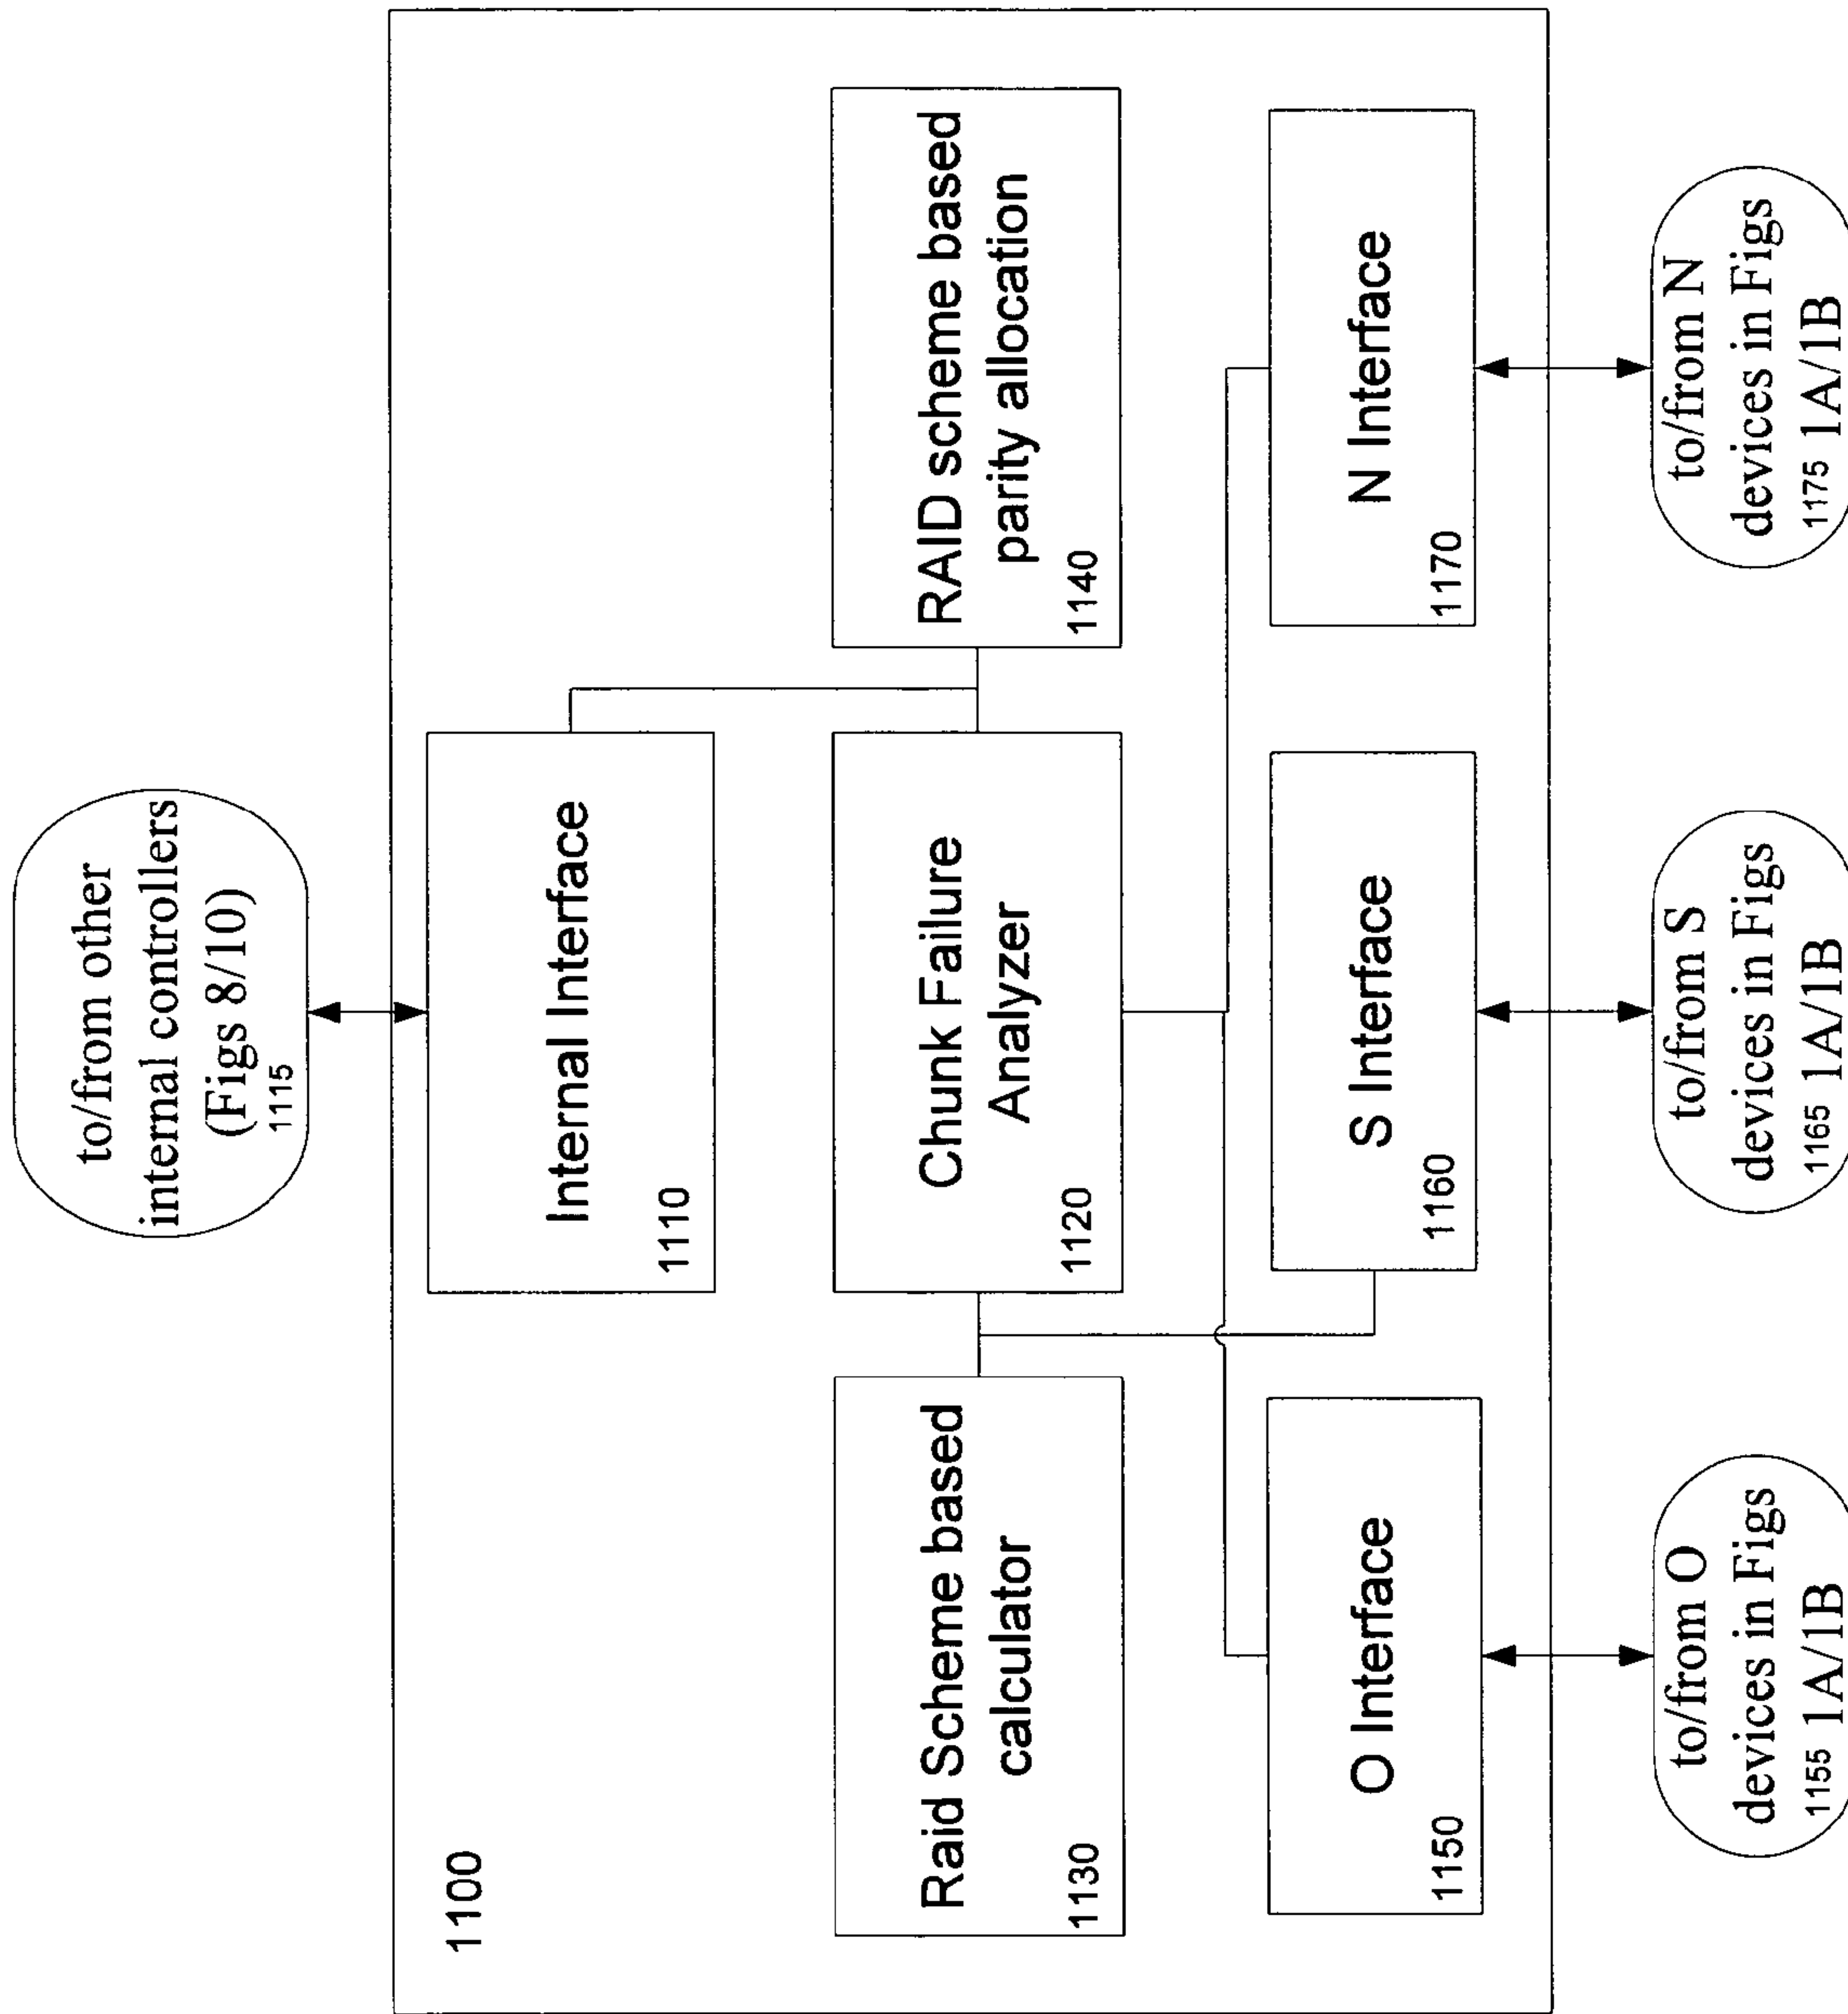 to/from other
internal controllers
(Figs 8/10)
1115
1100
Internal Interface
1110
Raid Scheme based
calculator
1130
Chunk Failure
Analyzer
1120
RAID scheme based
parity allocation
1140
O Interface
1150
S Interface
1160
N Interface
1170
to/from O
devices in Figs
1155 1A/1B
to/from S
devices in Figs
1165 1A/1B
to/from N
devices in Figs
1175 1A/1B